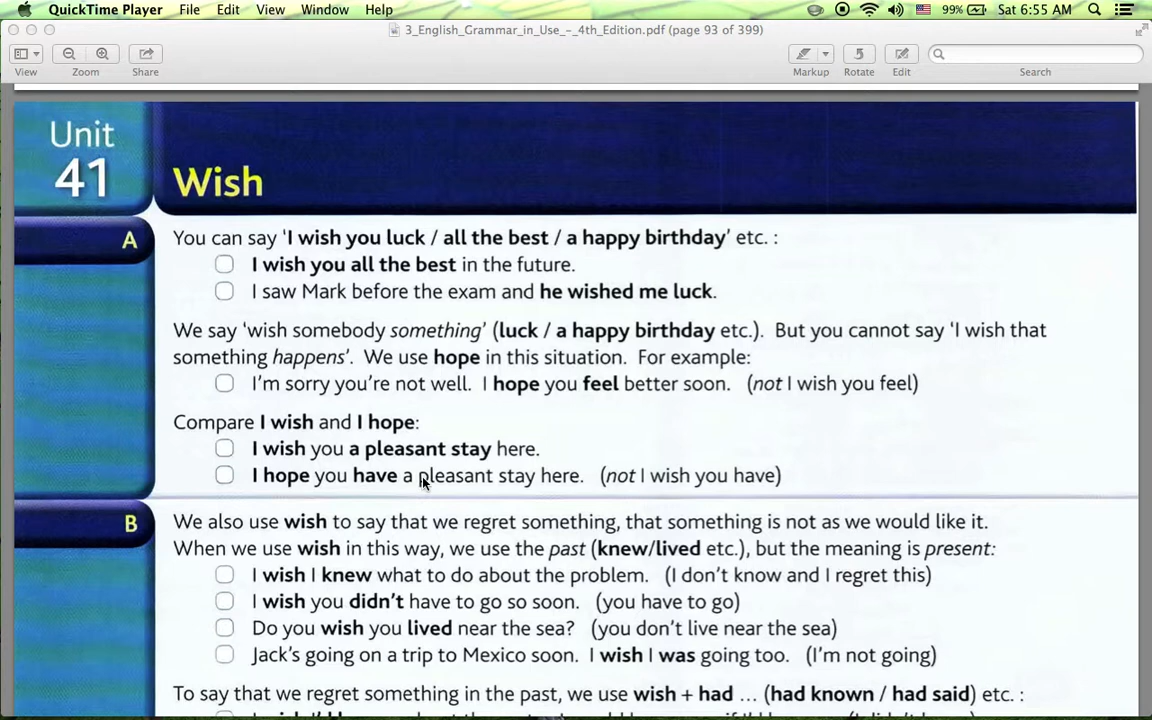 QuickTime Player File Edit View Window Help 99% Sat 6:55 AM
3_English_Grammar_in_Use_-_4th_Edition.pdf (page 93 of 399)
View Zoom Share Markup Rotate Edit Search
Unit
41
Wish
A
You can say 'I wish you luck / all the best / a happy birthday' etc. :
I wish you all the best in the future.
I saw Mark before the exam and he wished me luck.
We say 'wish somebody something' (luck / a happy birthday etc.). But you cannot say 'I wish that
something happens'. We use hope in this situation. For example:
I'm sorry you're not well. I hope you feel better soon. (not I wish you feel)
Compare I wish and I hope:
I wish you a pleasant stay here.
I hope you have a pleasant stay here. (not I wish you have)
B
We also use wish to say that we regret something, that something is not as we would like it.
When we use wish in this way, we use the past (knew/lived etc.), but the meaning is present:
I wish I knew what to do about the problem. (I don't know and I regret this)
I wish you didn't have to go so soon. (you have to go)
Do you wish you lived near the sea? (you don't live near the sea)
Jack's going on a trip to Mexico soon. I wish I was going too. (I'm not going)
To say that we regret something in the past, we use wish + had ... (had known / had said) etc. :